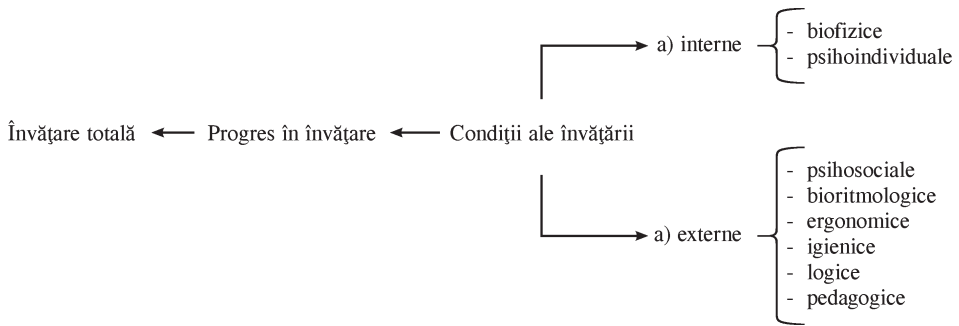 a) interne
- biofizice
- psihoindividuale
Învăţare totală
Progres în învăţare
Condiţii ale învăţării
a) externe
- psihosociale
- bioritmologice
- ergonomice
- igienice
- logice
- pedagogice